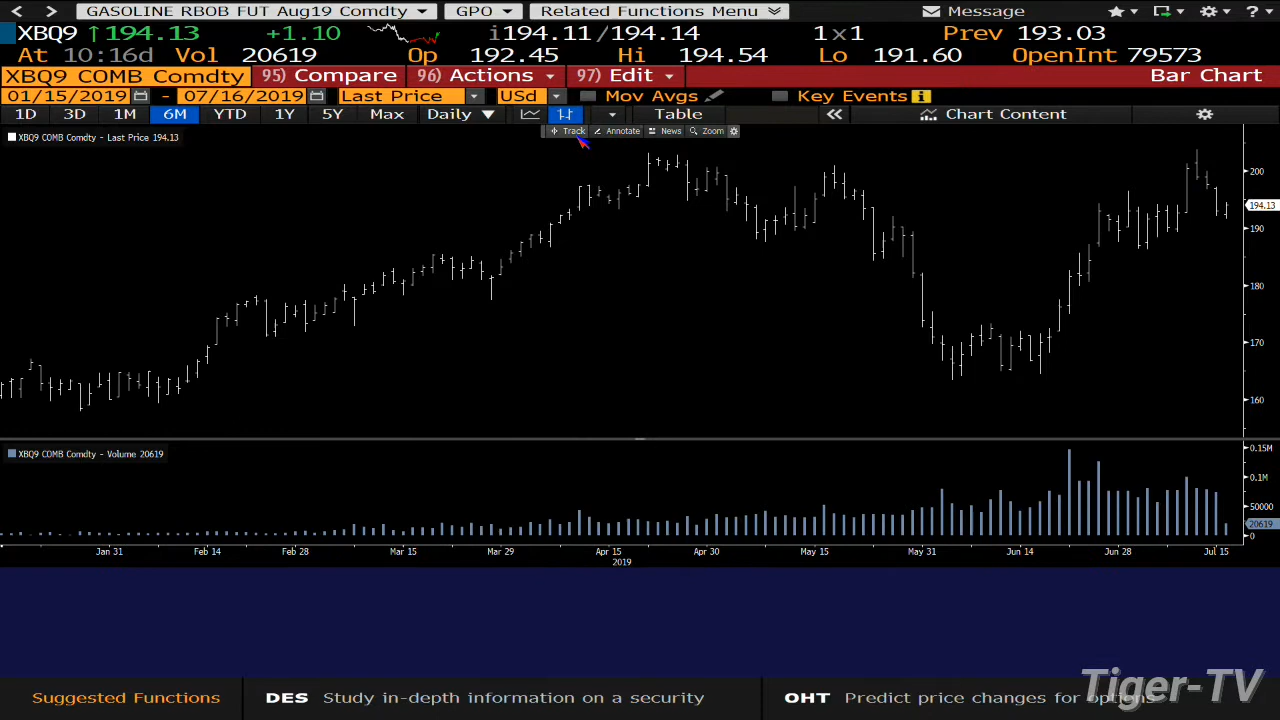 GASOLINE RBOB FUT Aug19 Comdty GPO Related Functions Menu Message
XBQ9 ↑194.13 +1.10 i194.11/194.14 1×1 Prev 193.03
At 10:16d Vol 20619 Op 192.45 Hi 194.54 Lo 191.60 OpenInt 79573
XBQ9 COMB Comdty 95) Compare 96) Actions 97) Edit Bar Chart
01/15/2019 - 07/16/2019 Last Price USd Mov Avgs Key Events
1D 3D 1M 6M YTD 1Y 5Y Max Daily Table Chart Content
Track Annotate News Zoom
XBQ9 COMB Comdty - Last Price 194.13
200
194.13
190
180
170
160
XBQ9 COMB Comdty - Volume 20619
0.15M
0.1M
50000
20619
0
Jan 31 Feb 14 Feb 28 Mar 15 Mar 29 Apr 15 Apr 30 May 15 May 31 Jun 14 Jun 28 Jul 15
2019
Tiger-TV
Suggested Functions DES Study in-depth information on a security OHT Predict price changes for options